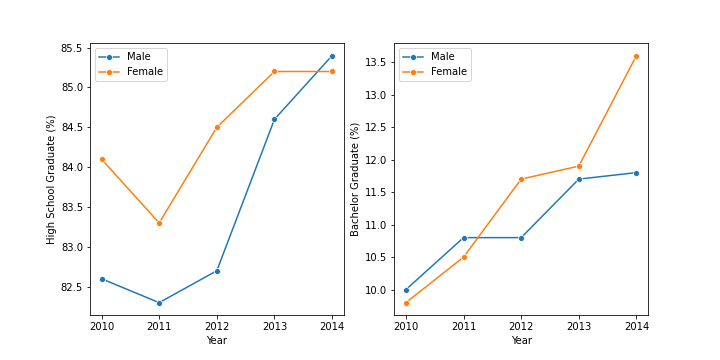 Male
Female
85.5
85.0
84.5
84.0
83.5
83.0
82.5
High School Graduate (%)
2010 2011 2012 2013 2014
Year
Male
Female
13.5
13.0
12.5
12.0
11.5
11.0
10.5
10.0
Bachelor Graduate (%)
2010 2011 2012 2013 2014
Year